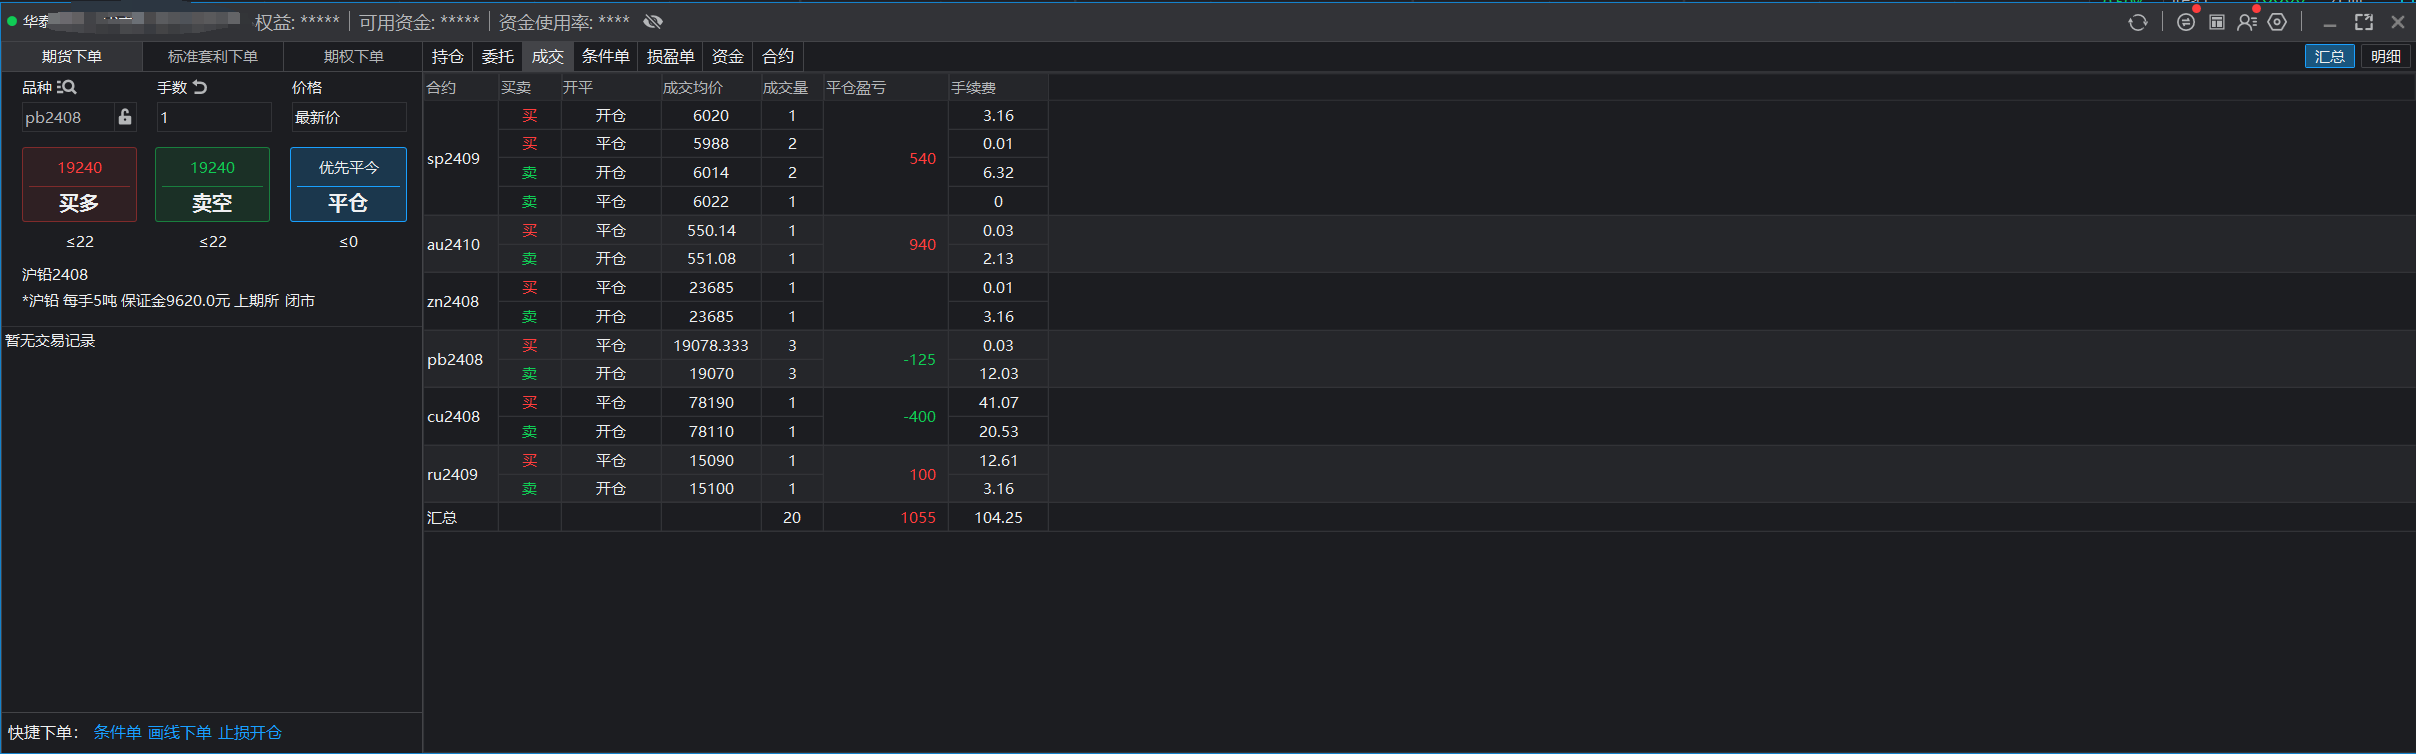 华泰 权益: ***** 可用资金: ***** 资金使用率: ****
期货下单 标准套利下单 期权下单 持仓 委托 成交 条件单 损盈单 资金 合约 汇总 明细
品种 手数 价格
pb2408 1 最新价
19240 19240 优先平今
买多 卖空 平仓
≤22 ≤22 ≤0
沪铅2408
*沪铅 每手5吨 保证金9620.0元 上期所 闭市
暂无交易记录
快捷下单: 条件单 画线下单 止损开仓
合约 买卖 开平 成交均价 成交量 平仓盈亏 手续费
sp2409 买 开仓 6020 1 540 3.16
买 平仓 5988 2 0.01
卖 开仓 6014 2 6.32
卖 平仓 6022 1 0
au2410 买 平仓 550.14 1 940 0.03
卖 开仓 551.08 1 2.13
zn2408 买 平仓 23685 1 0.01
卖 开仓 23685 1 3.16
pb2408 买 平仓 19078.333 3 -125 0.03
卖 开仓 19070 3 12.03
cu2408 买 平仓 78190 1 -400 41.07
卖 开仓 78110 1 20.53
ru2409 买 平仓 15090 1 100 12.61
卖 开仓 15100 1 3.16
汇总 20 1055 104.25